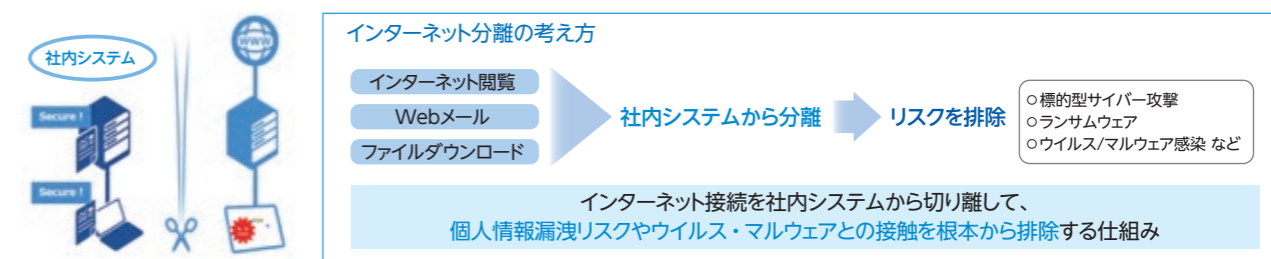 社内システム
WWW
Secure !
Secure !
インターネット分離の考え方
インターネット閲覧
Webメール
ファイルダウンロード
社内システムから分離
リスクを排除
○標的型サイバー攻撃
○ランサムウェア
○ウイルス/マルウェア感染 など
インターネット接続を社内システムから切り離して、
個人情報漏洩リスクやウイルス・マルウェアとの接触を根本から排除する仕組み